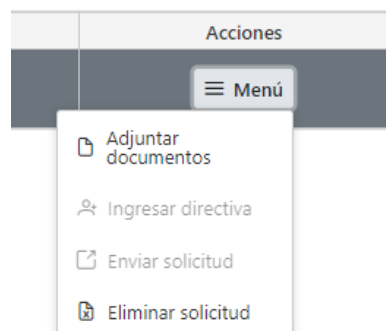 Acciones
Menú
Adjuntar
documentos
Ingresar directiva
Enviar solicitud
Eliminar solicitud